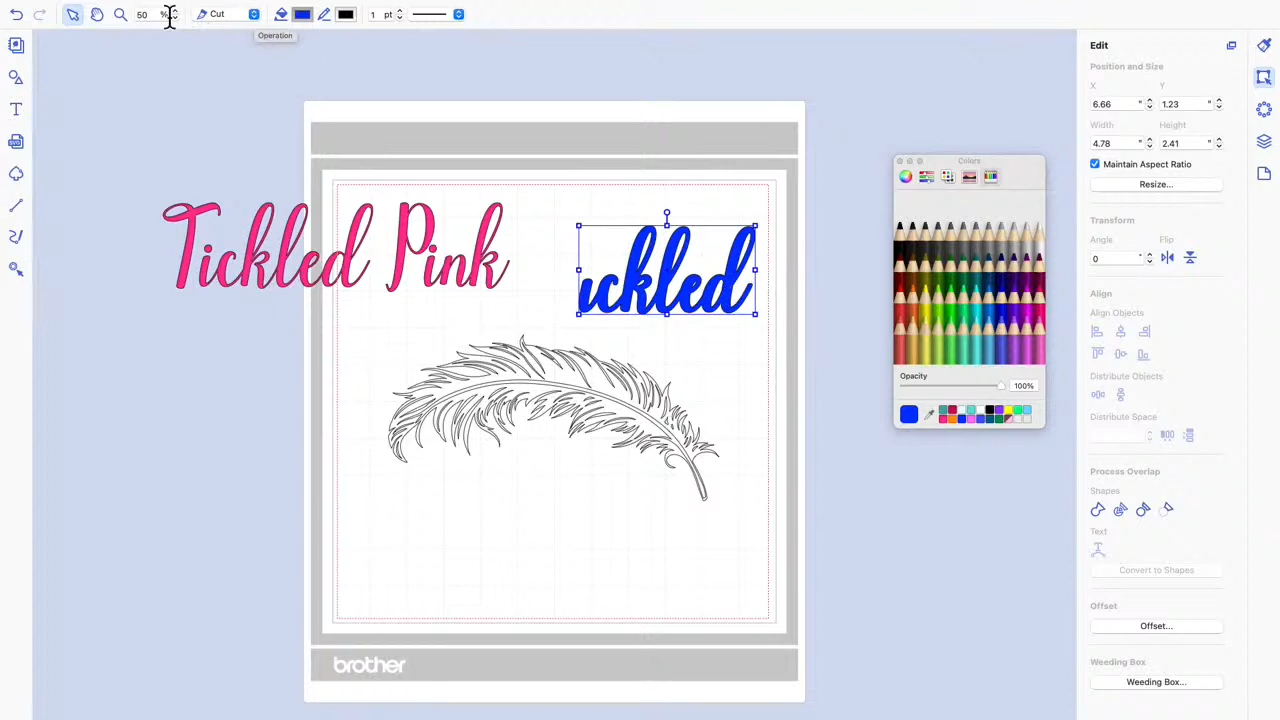 50 %
Cut
1 pt
Operation
Edit
Position and Size
X Y
6.66 " 1.23 "
Width Height
4.78 " 2.41 "
Maintain Aspect Ratio
Resize...
Transform
Angle Flip
0 °
Align
Align Objects
Distribute Objects
Distribute Space
Process Overlap
Shapes
Text
Convert to Shapes
Offset
Offset...
Weeding Box
Weeding Box...
Colors
Opacity
100%
Tickled Pink
ickled
brother